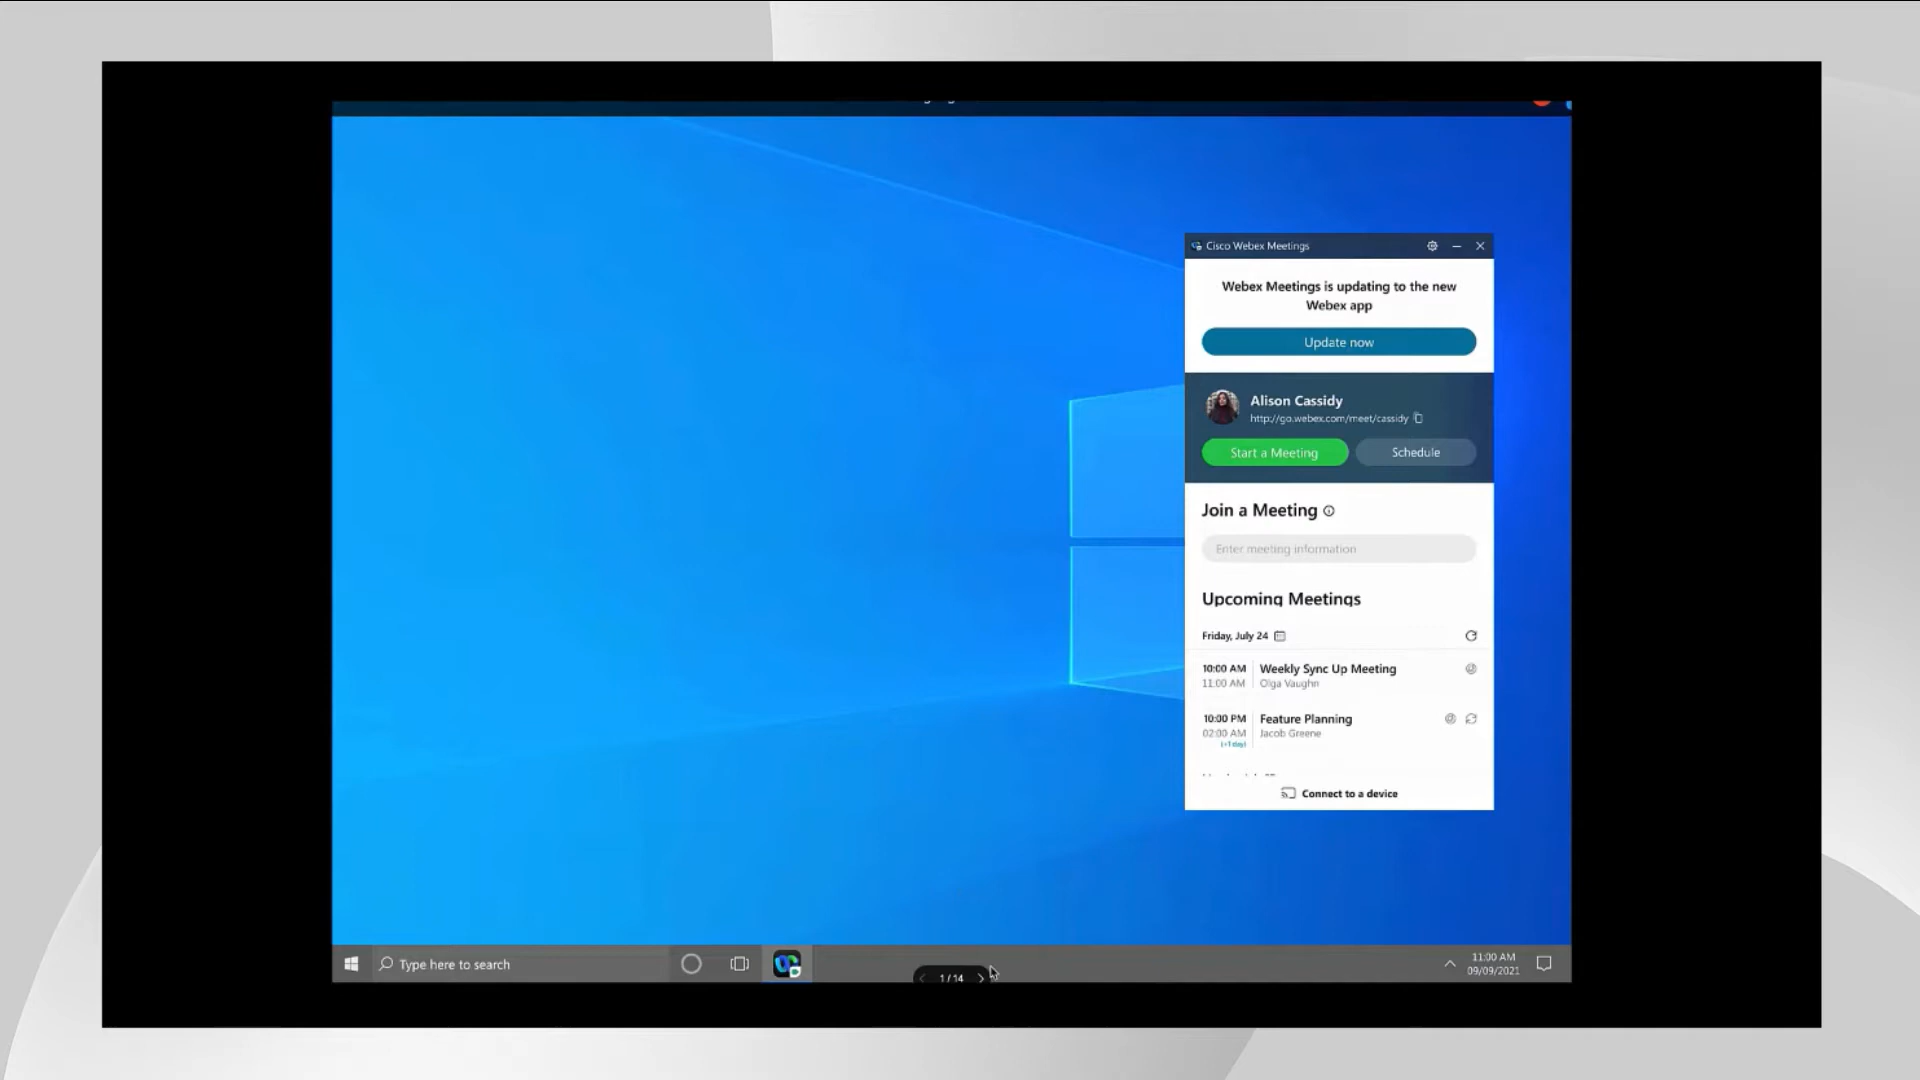 Cisco Webex Meetings
Webex Meetings is updating to the new
Webex app
Update now
Alison Cassidy
http://go.webex.com/meet/cassidy
Start a Meeting
Schedule
Join a Meeting
Enter meeting information
Upcoming Meetings
Friday, July 24
10:00 AM
Weekly Sync Up Meeting
11:00 AM
Olga Vaughn
10:00 PM
Feature Planning
02:00 AM
Jacob Greene
(+1 day)
Connect to a device
Type here to search
1 / 14
11:00 AM
09/09/2021